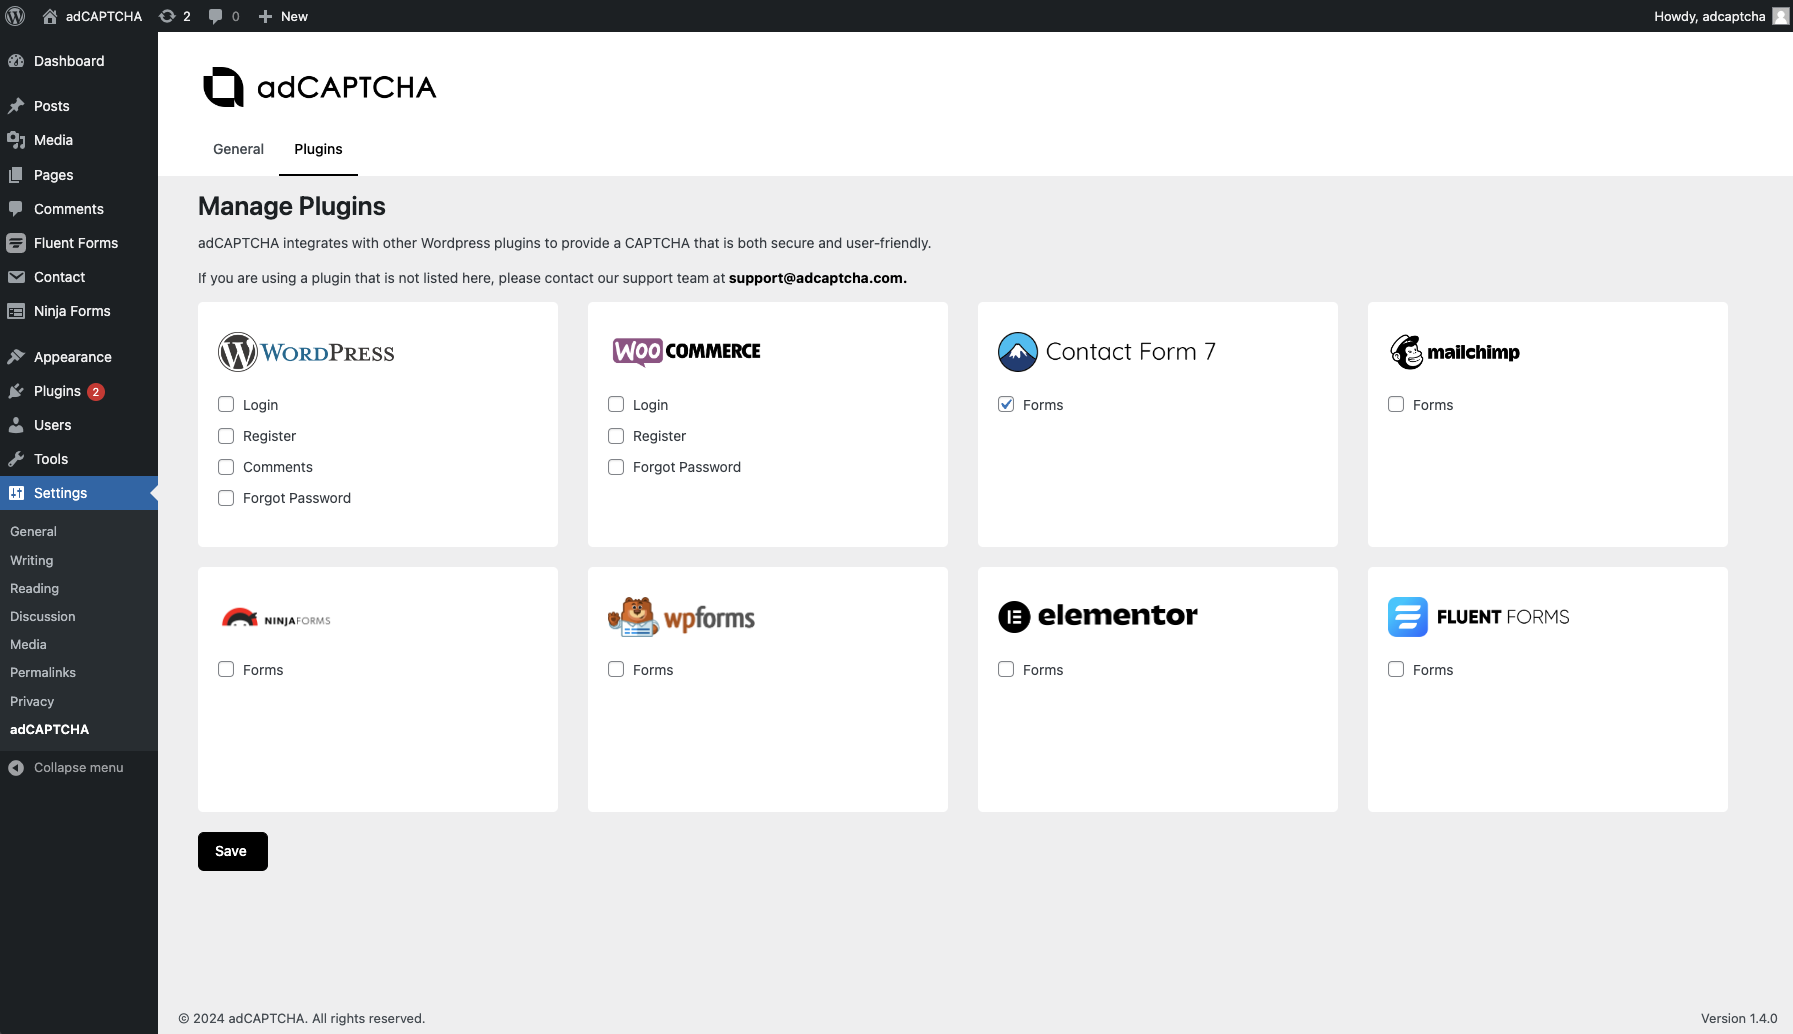 adCAPTCHA 2 0 New Howdy, adcaptcha
Dashboard
Posts
Media
Pages
Comments
Fluent Forms
Contact
Ninja Forms
Appearance
Plugins 2
Users
Tools
Settings
General
Writing
Reading
Discussion
Media
Permalinks
Privacy
adCAPTCHA
Collapse menu
adCAPTCHA
General Plugins
Manage Plugins
adCAPTCHA integrates with other Wordpress plugins to provide a CAPTCHA that is both secure and user-friendly.
If you are using a plugin that is not listed here, please contact our support team at support@adcaptcha.com.
WORDPRESS
Login
Register
Comments
Forgot Password
WOO COMMERCE
Login
Register
Forgot Password
Contact Form 7
Forms
mailchimp
Forms
NINJAFORMS
Forms
wpforms
Forms
elementor
Forms
FLUENT FORMS
Forms
Save
© 2024 adCAPTCHA. All rights reserved.
Version 1.4.0